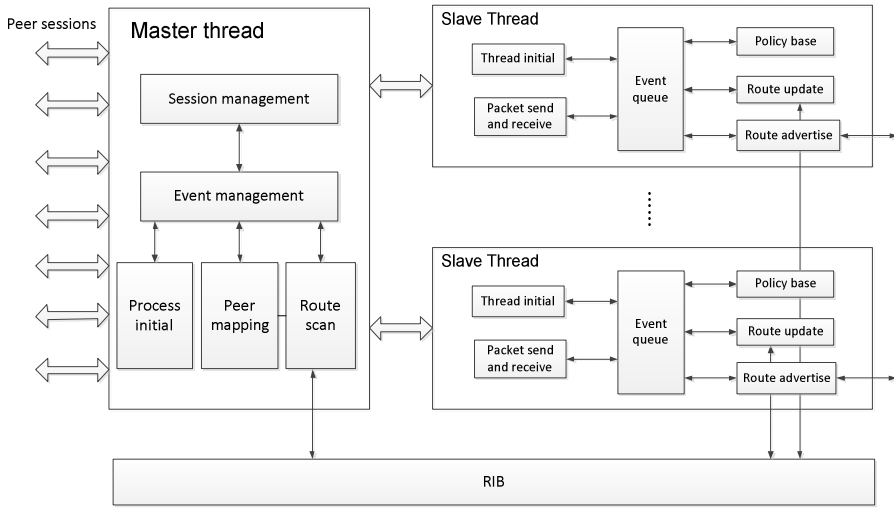 Peer sessions
Master thread
Session management
Event management
Process
initial
Peer
mapping
Route
scan
Slave Thread
Thread initial
Packet send
and receive
Event
queue
Policy base
Route update
Route advertise
Slave Thread
Thread initial
Packet send
and receive
Event
queue
Policy base
Route update
Route advertise
RIB